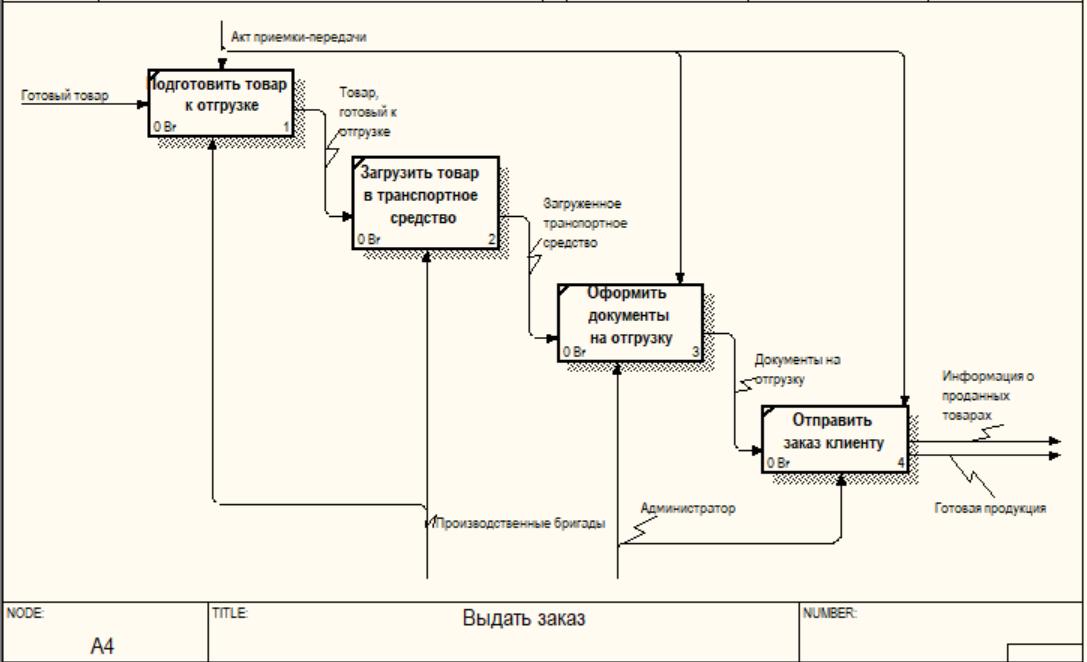 Акт приемки-передачи
Готовый товар
Подготовить товар
к отгрузке
0 Br 1
Товар,
готовый к
отгрузке
Загрузить товар
в транспортное
средство
0 Br 2
Загруженное
транспортное
средство
Оформить
документы
на отгрузку
0 Br 3
Документы на
отгрузку
Информация о
проданных
товарах
Отправить
заказ клиенту
0 Br 4
Готовая продукция
Администратор
Производственные бригады
NODE: TITLE: NUMBER:
A4 Выдать заказ